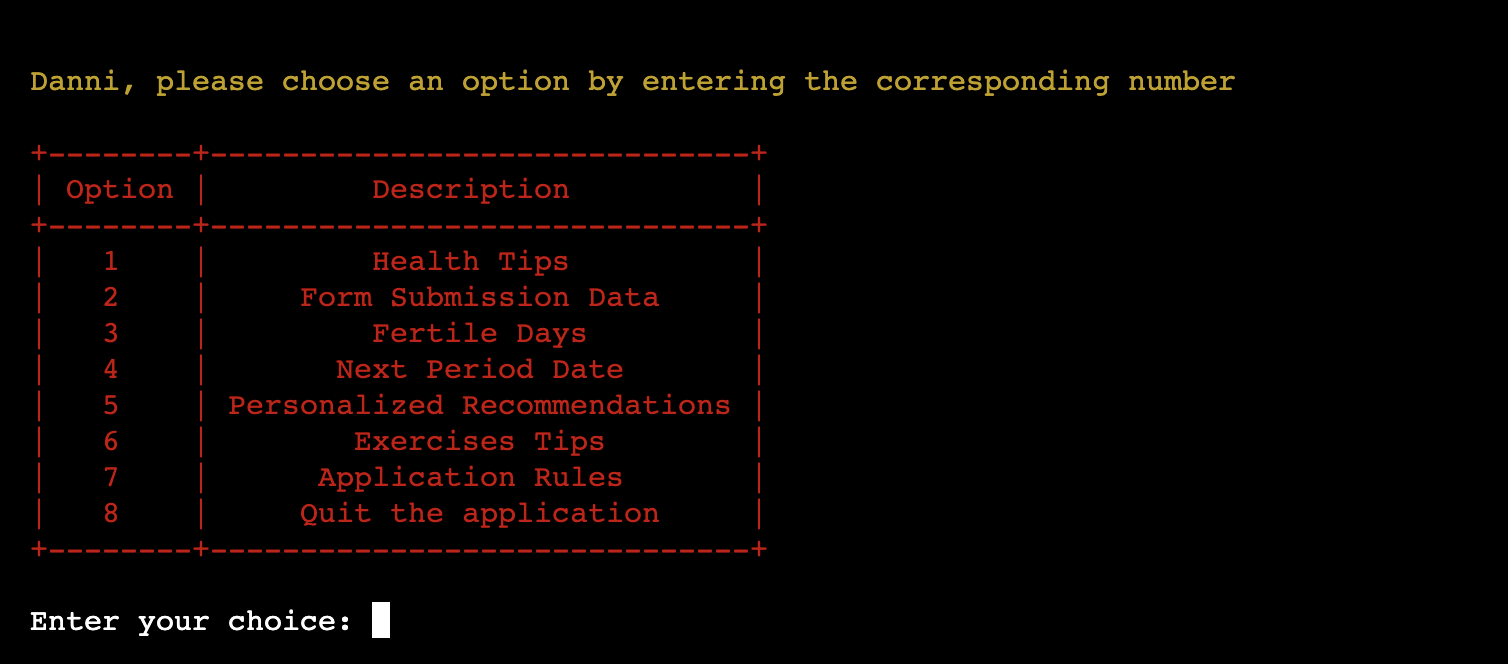 Danni, please choose an option by entering the corresponding number
+--------+------------------------------+
| Option |         Description          |
+--------+------------------------------+
|   1    |         Health Tips          |
|   2    |     Form Submission Data     |
|   3    |         Fertile Days         |
|   4    |       Next Period Date       |
|   5    | Personalized Recommendations |
|   6    |        Exercises Tips        |
|   7    |      Application Rules       |
|   8    |     Quit the application     |
+--------+------------------------------+
Enter your choice: